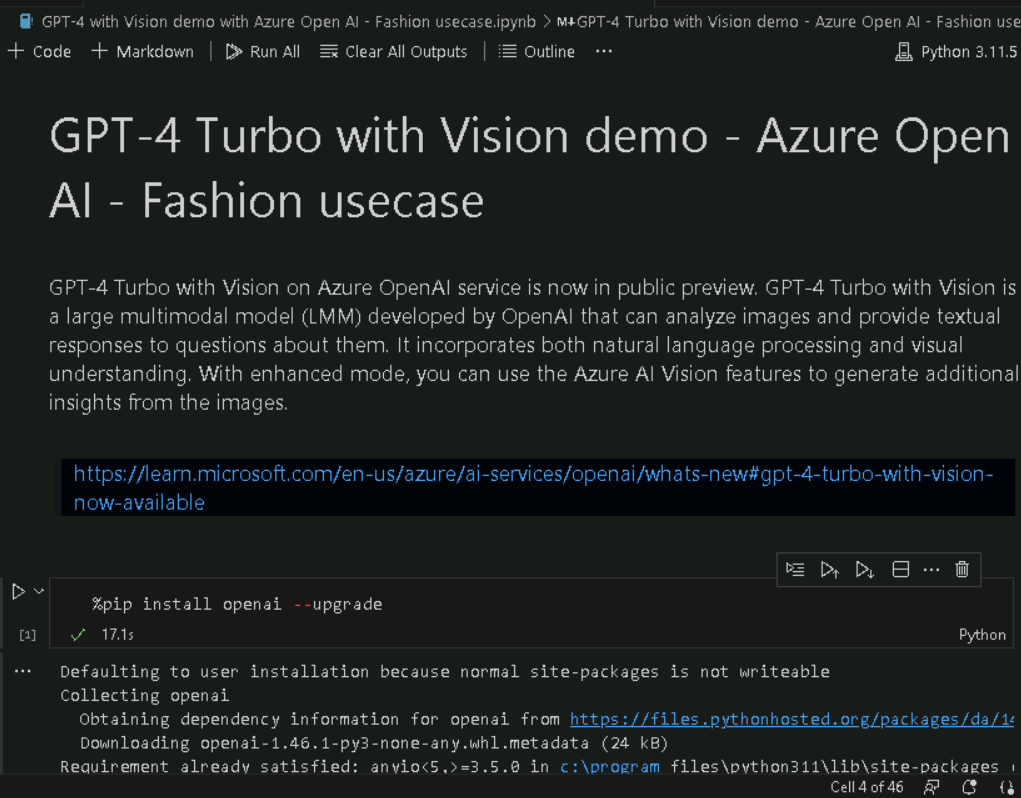 GPT-4 with Vision demo with Azure Open AI - Fashion usecase.ipynb > M↓GPT-4 Turbo with Vision demo - Azure Open AI - Fashion use
+ Code + Markdown | Run All Clear All Outputs | Outline ··· Python 3.11.5
GPT-4 Turbo with Vision demo - Azure Open
AI - Fashion usecase
GPT-4 Turbo with Vision on Azure OpenAI service is now in public preview. GPT-4 Turbo with Vision is
a large multimodal model (LMM) developed by OpenAI that can analyze images and provide textual
responses to questions about them. It incorporates both natural language processing and visual
understanding. With enhanced mode, you can use the Azure AI Vision features to generate additional
insights from the images.
https://learn.microsoft.com/en-us/azure/ai-services/openai/whats-new#gpt-4-turbo-with-vision-
now-available
%pip install openai --upgrade
[1] 17.1s Python
··· Defaulting to user installation because normal site-packages is not writeable
Collecting openai
Obtaining dependency information for openai from https://files.pythonhosted.org/packages/da/14
Downloading openai-1.46.1-py3-none-any.whl.metadata (24 kB)
Requirement already satisfied: anyio<5,>=3.5.0 in c:\program files\python311\lib\site-packages
Cell 4 of 46